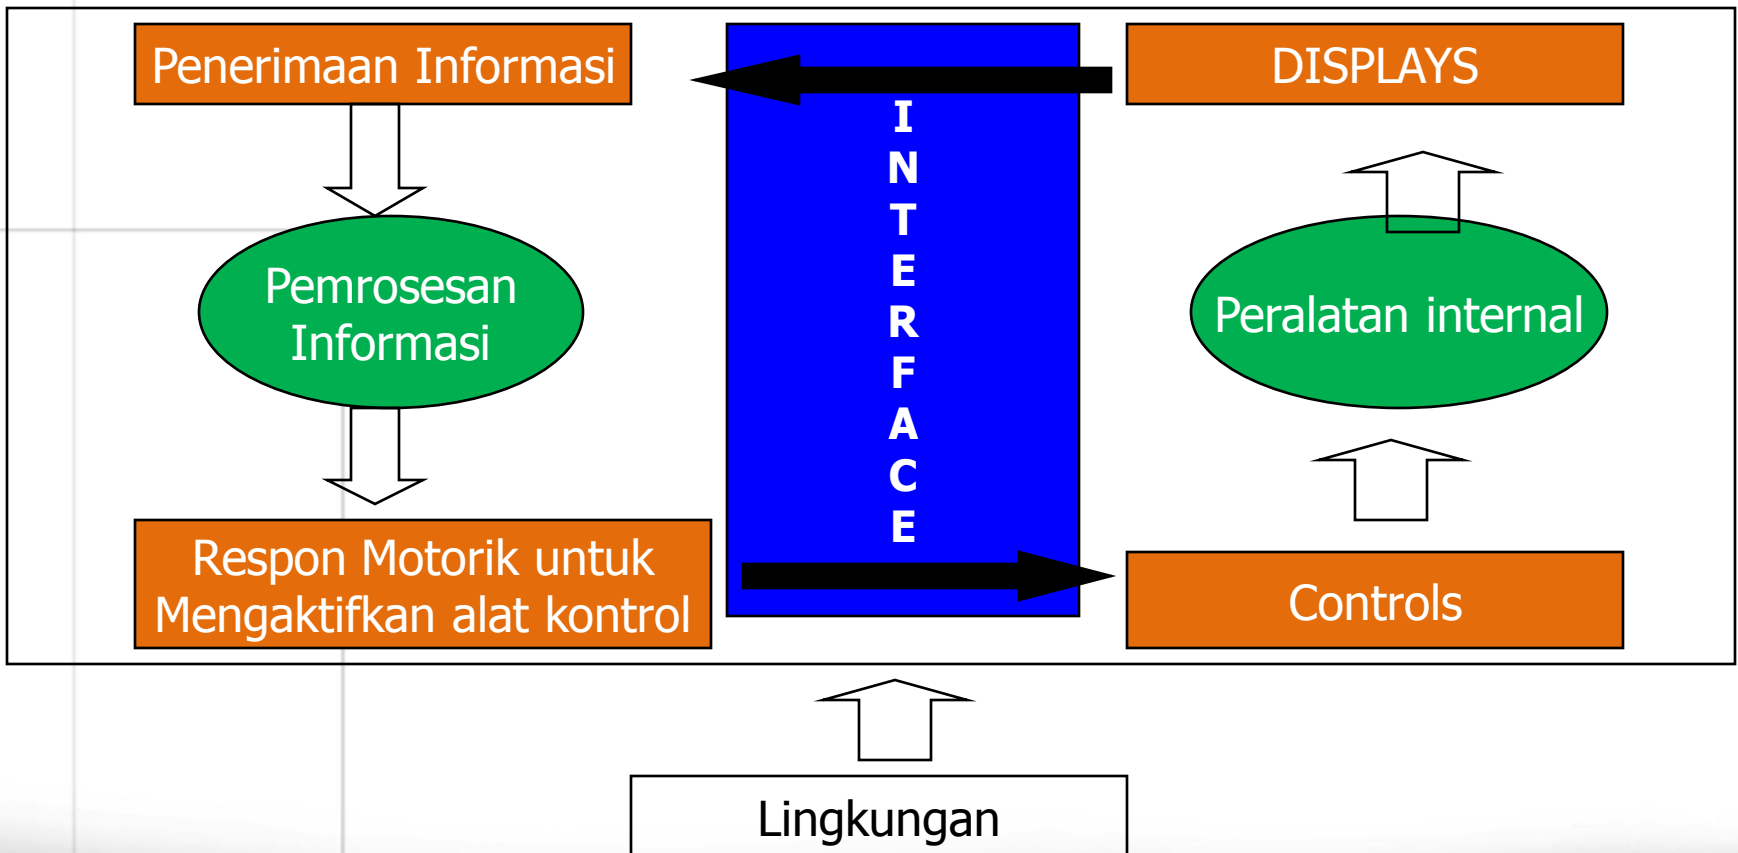 Penerimaan Informasi
DISPLAYS
I
N
T
E
R
F
A
C
E
Pemrosesan
Informasi
Peralatan internal
Respon Motorik untuk
Mengaktifkan alat kontrol
Controls
Lingkungan